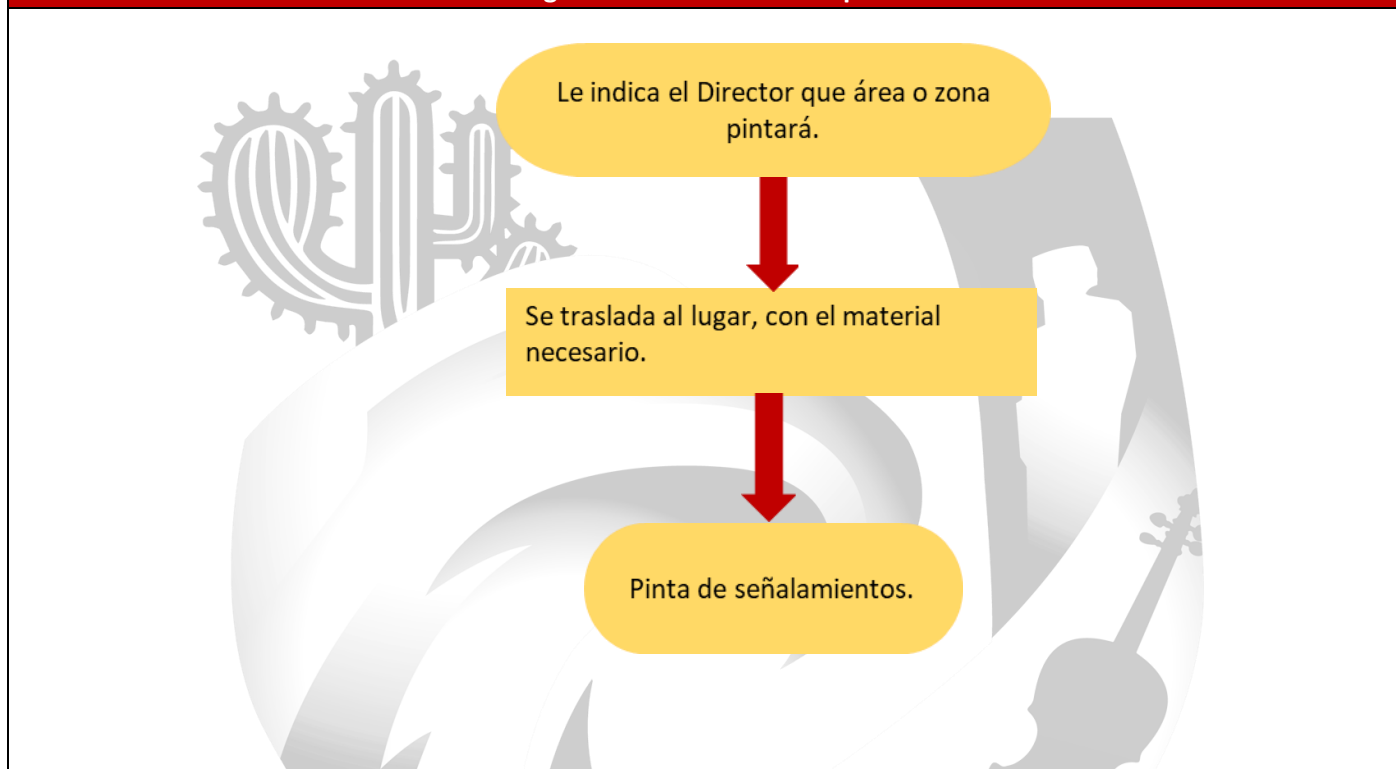 Le indica el Director que área o zona
pintará.
Se traslada al lugar, con el material
necesario.
Pinta de señalamientos.